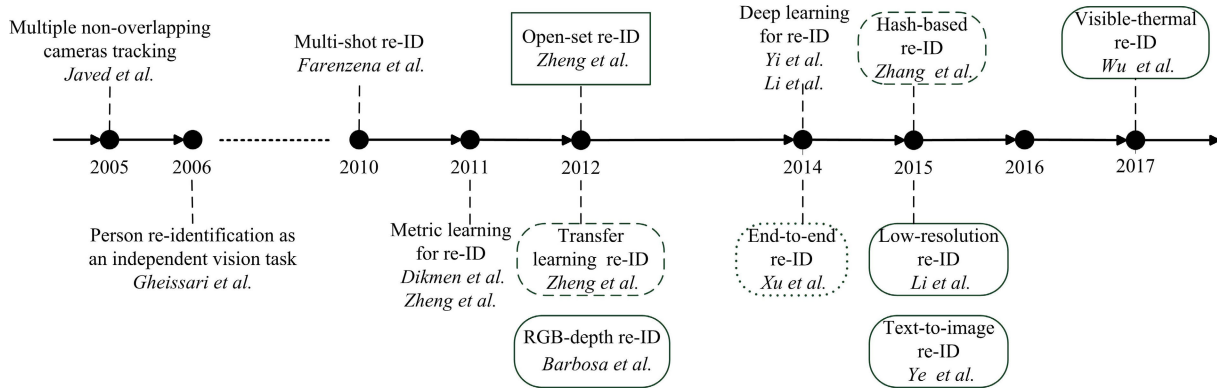 Multiple non-overlapping
cameras tracking
Javed et al.
Multi-shot re-ID
Farenzena et al.
Open-set re-ID
Zheng et al.
Deep learning
for re-ID
Yi et al.
Li et al.
Hash-based
re-ID
Zhang et al.
Visible-thermal
re-ID
Wu et al.
2005
2006
2010
2011
2012
2014
2015
2016
2017
Person re-identification as
an independent vision task
Gheissari et al.
Metric learning
for re-ID
Dikmen et al.
Zheng et al.
Transfer
learning re-ID
Zheng et al.
RGB-depth re-ID
Barbosa et al.
End-to-end
re-ID
Xu et al.
Low-resolution
re-ID
Li et al.
Text-to-image
re-ID
Ye et al.